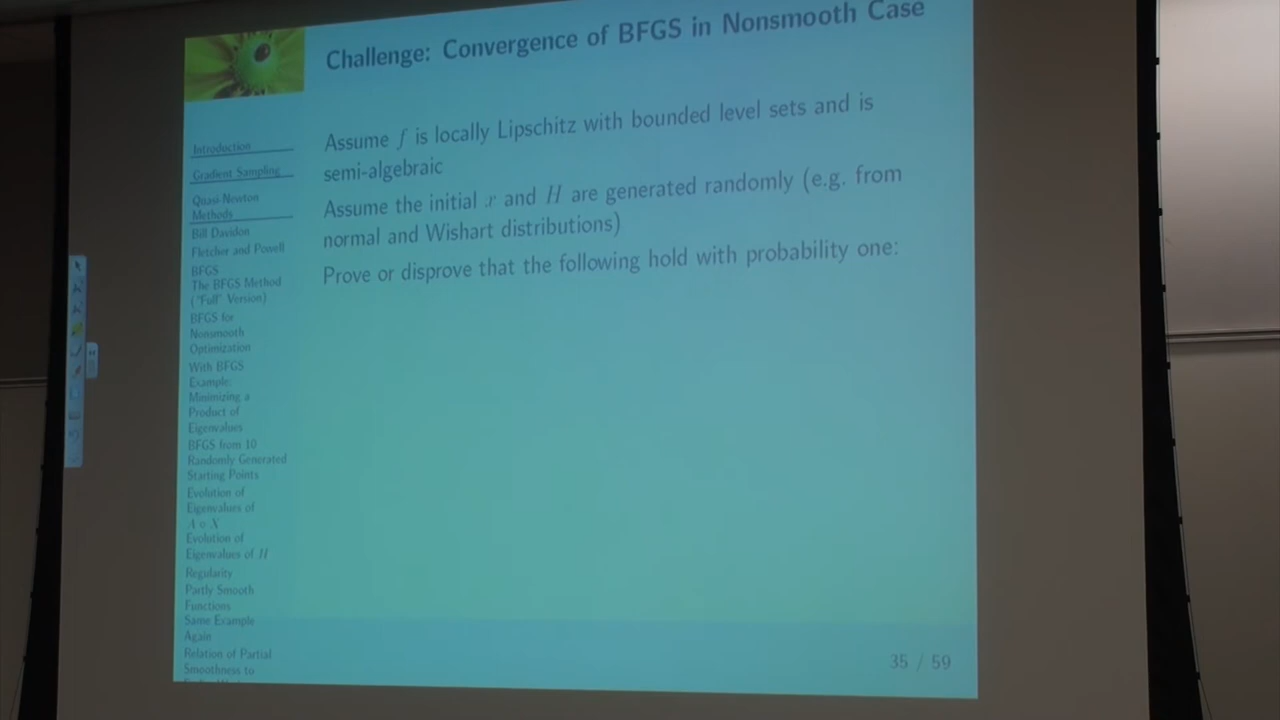 Challenge: Convergence of BFGS in Nonsmooth Case
Assume f is locally Lipschitz with bounded level sets and is
semi-algebraic
Assume the initial x and H are generated randomly (e.g. from
normal and Wishart distributions)
Prove or disprove that the following hold with probability one:
Introduction
Gradient Sampling
Quasi-Newton
Methods
Bill Davidon
Fletcher and Powell
BFGS
The BFGS Method
("Full" Version)
BFGS for
Nonsmooth
Optimization
With BFGS
Example:
Minimizing a
Product of
Eigenvalues
BFGS from 10
Randomly Generated
Starting Points
Evolution of
Eigenvalues of
A ∘ X
Evolution of
Eigenvalues of H
Regularity
Partly Smooth
Functions
Same Example
Again
Relation of Partial
Smoothness to
35 / 59